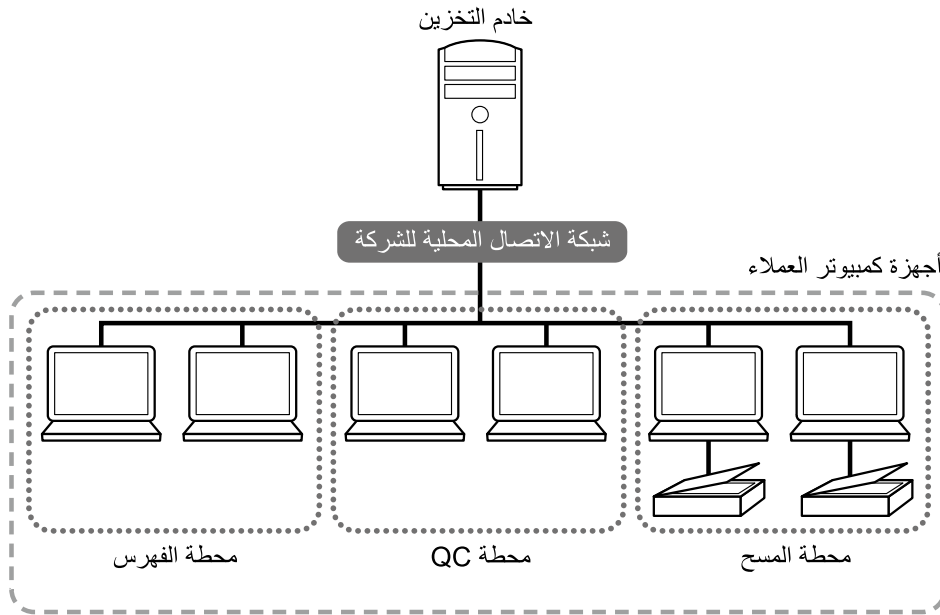 خادم التخزين
شبكة الاتصال المحلية للشركة
أجهزة كمبيوتر العملاء
محطة المسح
محطة QC
محطة الفهرس